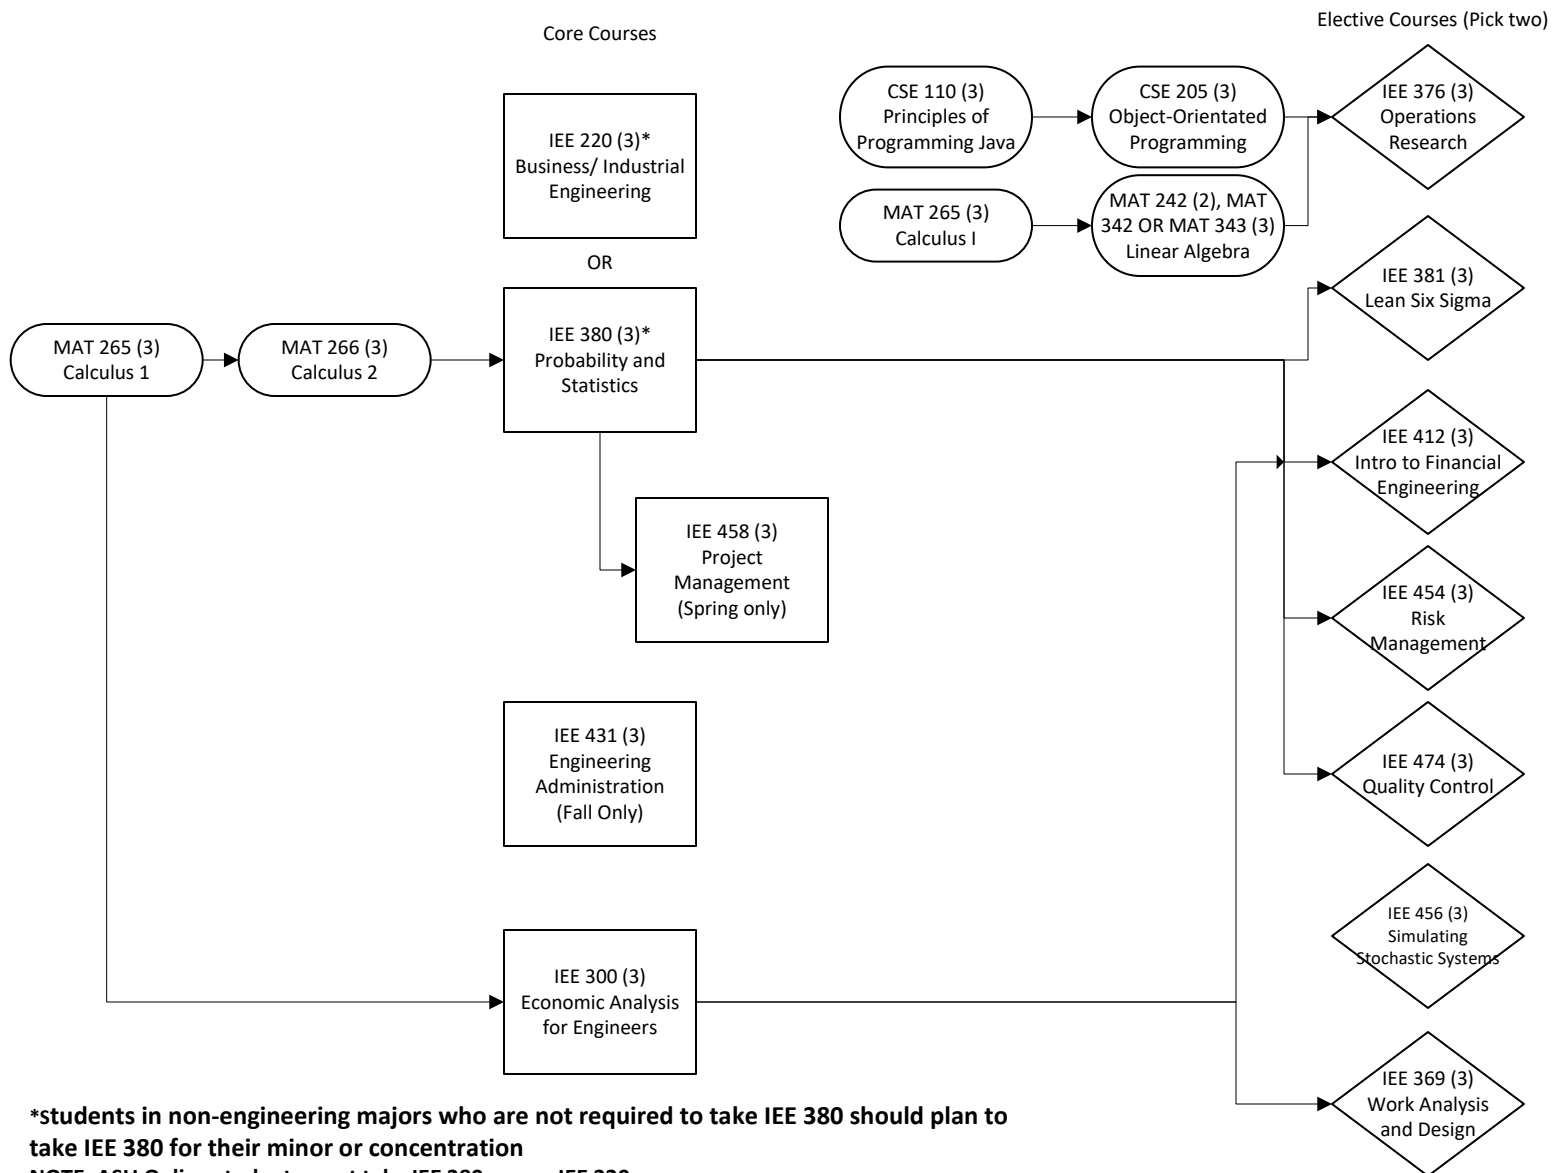 Core Courses
Elective Courses (Pick two)
IEE 220 (3)*
Business/ Industrial
Engineering
OR
IEE 380 (3)*
Probability and
Statistics
MAT 265 (3)
Calculus 1
MAT 266 (3)
Calculus 2
IEE 458 (3)
Project
Management
(Spring only)
IEE 431 (3)
Engineering
Administration
(Fall Only)
IEE 300 (3)
Economic Analysis
for Engineers
CSE 110 (3)
Principles of
Programming Java
CSE 205 (3)
Object-Orientated
Programming
MAT 265 (3)
Calculus I
MAT 242 (2), MAT
342 OR MAT 343 (3)
Linear Algebra
IEE 376 (3)
Operations
Research
IEE 381 (3)
Lean Six Sigma
IEE 412 (3)
Intro to Financial
Engineering
IEE 454 (3)
Risk
Management
IEE 474 (3)
Quality Control
IEE 456 (3)
Simulating
Stochastic Systems
IEE 369 (3)
Work Analysis
and Design
*students in non-engineering majors who are not required to take IEE 380 should plan to
take IEE 380 for their minor or concentration